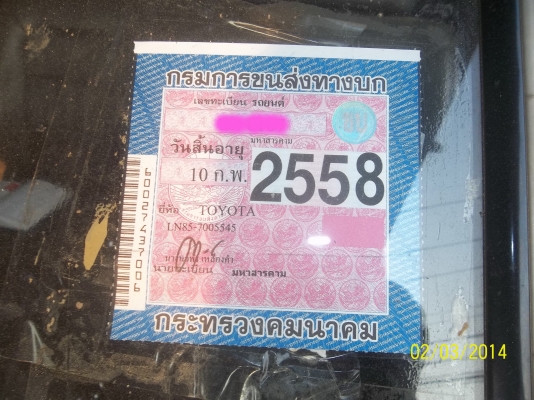 กรมการขนส่งทางบก
เลขทะเบียน รถยนต์
มหาสารคาม
วันสิ้นอายุ
10 ก.พ. 2558
ยี่ห้อ TOYOTA
LN85-7005545
นายทะเบียน มหาสารคาม
กระทรวงคมนาคม
6002743700 6
02/03/2014